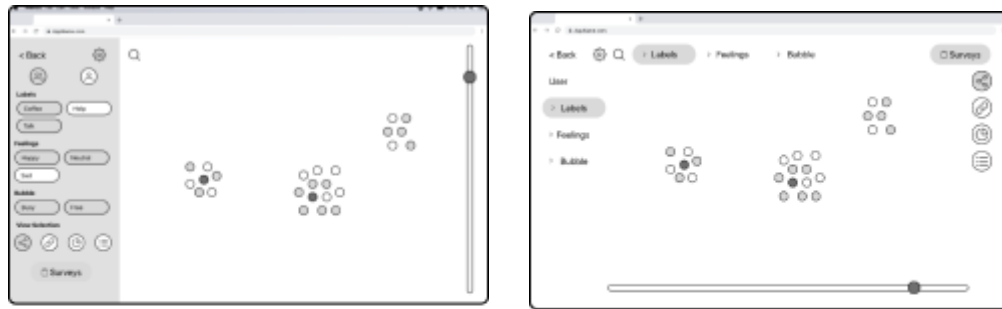 < Back
Labels
Coffee Help
Talk
Feelings
Happy Neutral
Sad
Bubble
Busy Free
View Selection
Surveys
< Back > Labels > Feelings > Bubble Surveys
User
> Labels
> Feelings
> Bubble